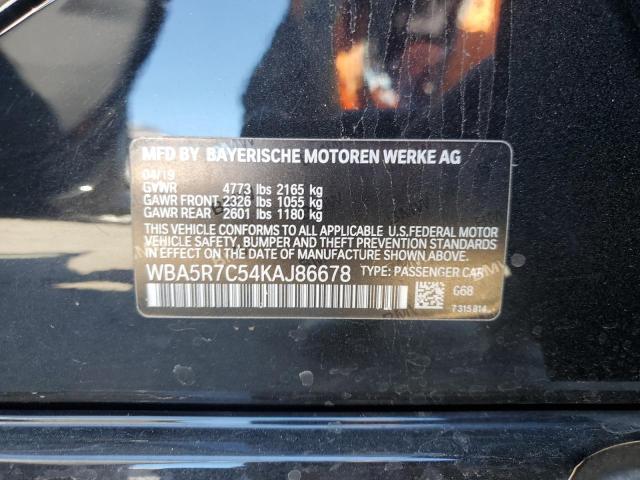 MFD BY BAYERISCHE MOTOREN WERKE AG
04/19
GVWR 4773 lbs 2165 kg
GAWR FRONT 2326 lbs 1055 kg
GAWR REAR 2601 lbs 1180 kg
THIS VEHICLE CONFORMS TO ALL APPLICABLE U.S.FEDERAL MOTOR
VEHICLE SAFETY, BUMPER AND THEFT PREVENTION STANDARDS
IN EFFECT ON THE DATE OF MANUFACTURE SHOWN ABOVE.
WBA5R7C54KAJ86678 TYPE: PASSENGER CAR
G68
7315814